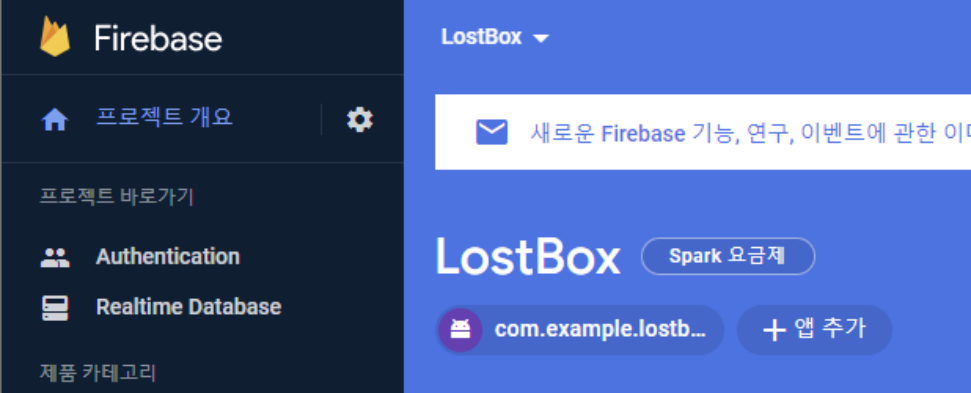 Firebase
프로젝트 개요
프로젝트 바로가기
Authentication
Realtime Database
제품 카테고리
LostBox
새로운 Firebase 기능, 연구, 이벤트에 관한
LostBox
Spark 요금제
com.example.lostb...
+ 앱 추가